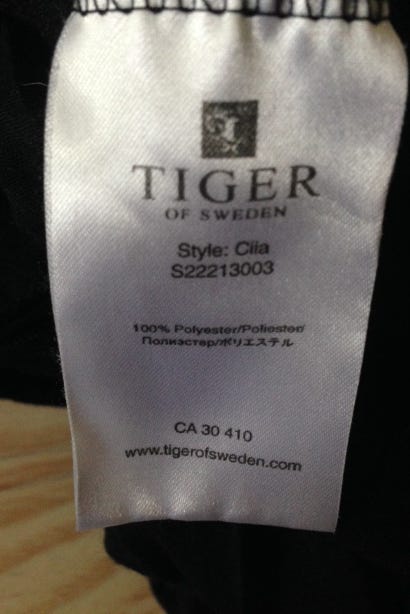 TIGER
OF SWEDEN
Style: Ciia
S22213003
100% Polyester/Poliester/
Полиэстер/ポリエステル
CA 30 410
www.tigerofsweden.com